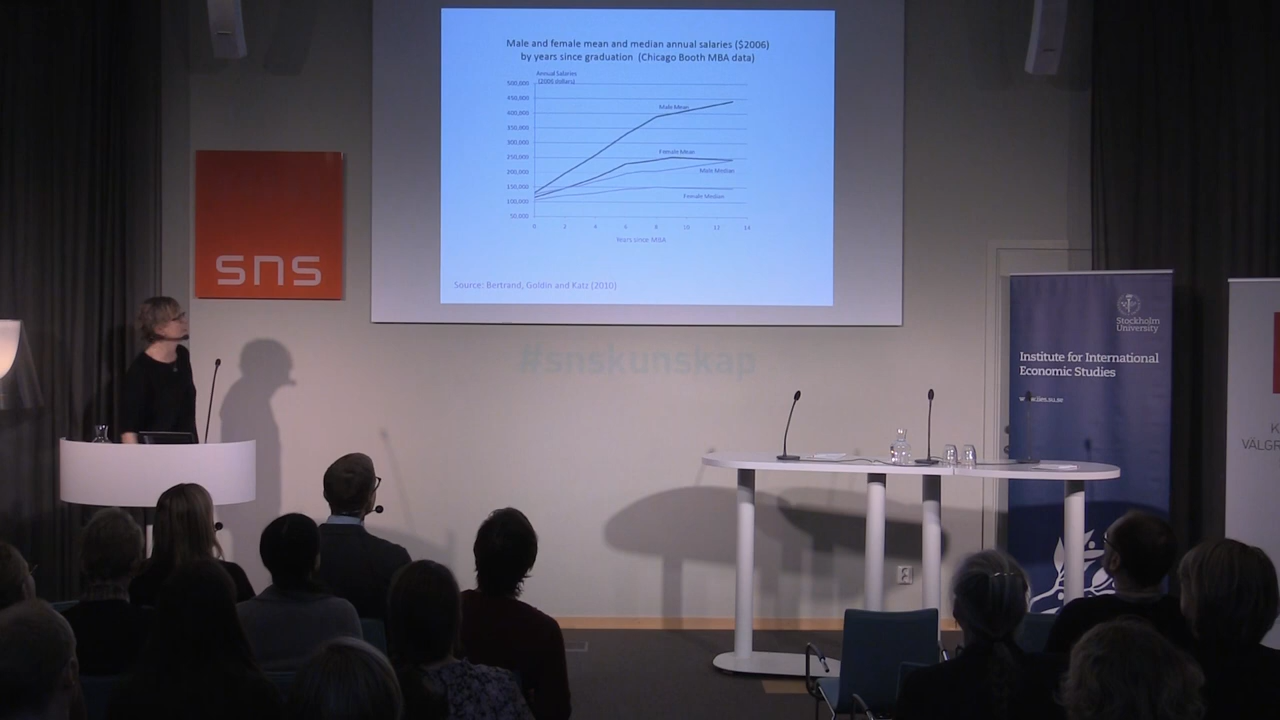 Male and female mean and median annual salaries ($2006)
by years since graduation (Chicago Booth MBA data)
Annual Salaries
(2006 dollars)
500,000
450,000
400,000
350,000
300,000
250,000
200,000
150,000
100,000
50,000
Male Mean
Female Mean
Male Median
Female Median
0 2 4 6 8 10 12 14
Years since MBA
Source: Bertrand, Goldin and Katz (2010)
sns
#snskunskap
Stockholm
University
Institute for International
Economic Studies
K
VÄLGR